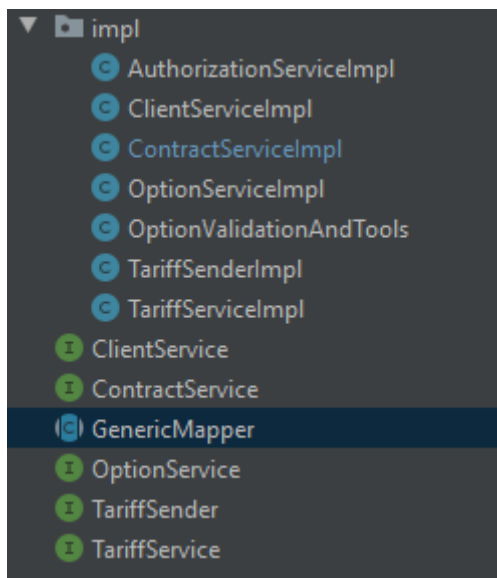 impl
AuthorizationServiceImpl
ClientServiceImpl
ContractServiceImpl
OptionServiceImpl
OptionValidationAndTools
TariffSenderImpl
TariffServiceImpl
ClientService
ContractService
GenericMapper
OptionService
TariffSender
TariffService